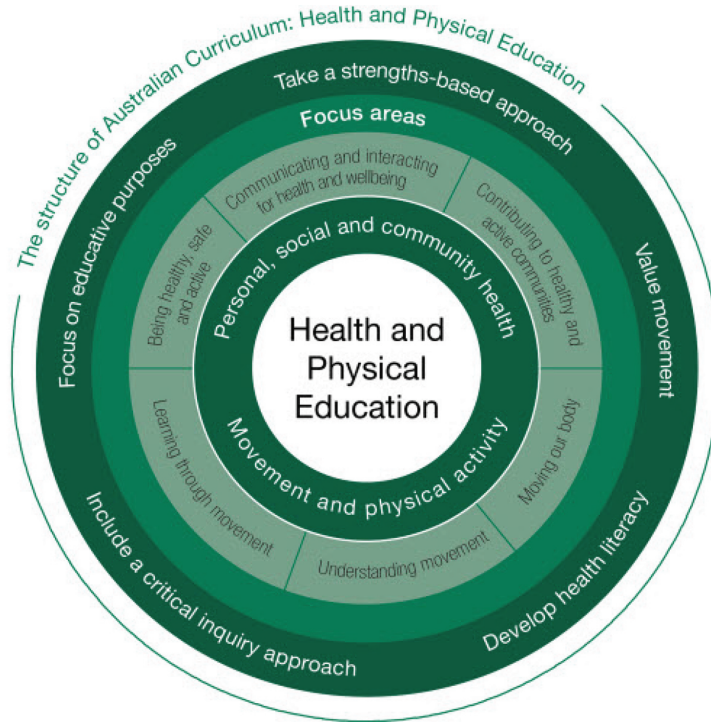 The structure of Australian Curriculum: Health and Physical Education
Take a strengths-based approach
Value movement
Develop health literacy
Include a critical inquiry approach
Focus on educative purposes
Focus areas
Communicating and interacting
for health and wellbeing
Contributing to healthy and
active communities
Moving our body
Understanding movement
Learning through movement
Being healthy, safe
and active
Personal, social and community health
Movement and physical activity
Health and
Physical
Education